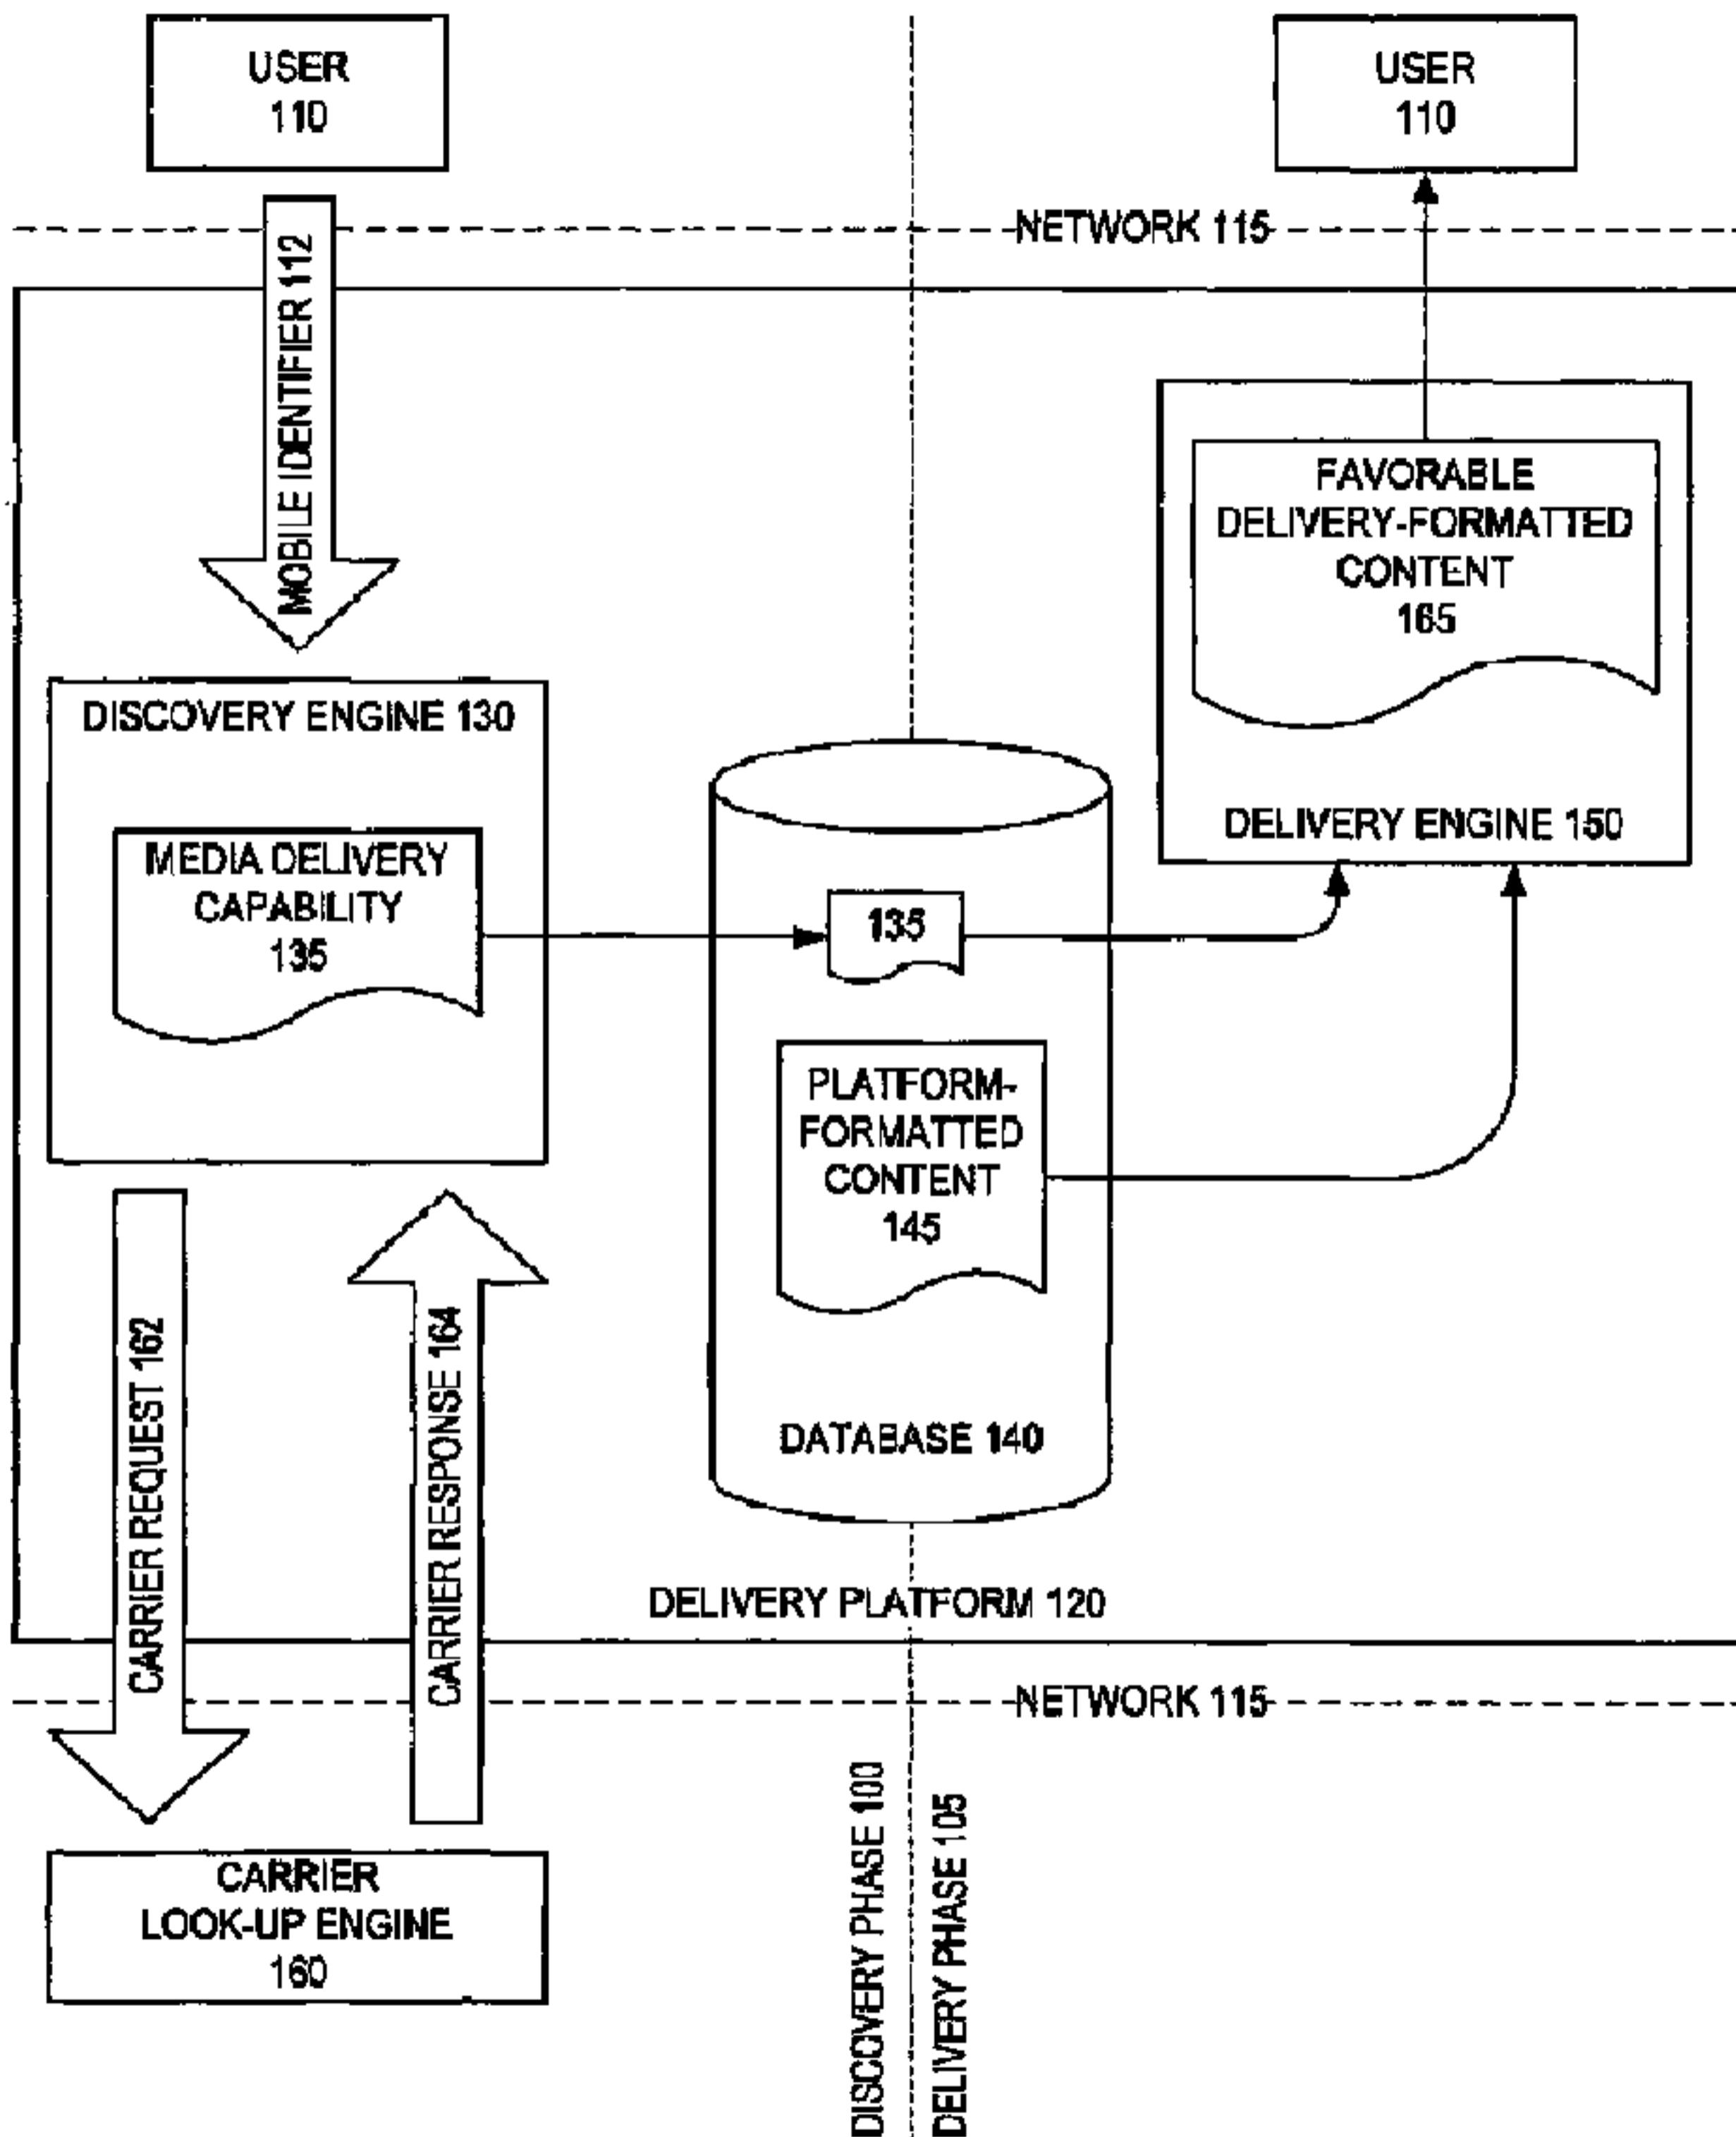 USER
110
USER
110
NETWORK 115
MOBILE IDENTIFIER 112
FAVORABLE
DELIVERY-FORMATTED
CONTENT
165
DELIVERY ENGINE 150
DISCOVERY ENGINE 130
MEDIA DELIVERY
CAPABILITY
135
135
PLATFORM-
FORMATTED
CONTENT
145
DATABASE 140
CARRIER REQUEST 162
CARRIER RESPONSE 164
DELIVERY PLATFORM 120
NETWORK 115
CARRIER
LOOK-UP ENGINE
160
DISCOVERY PHASE 100
DELIVERY PHASE 105